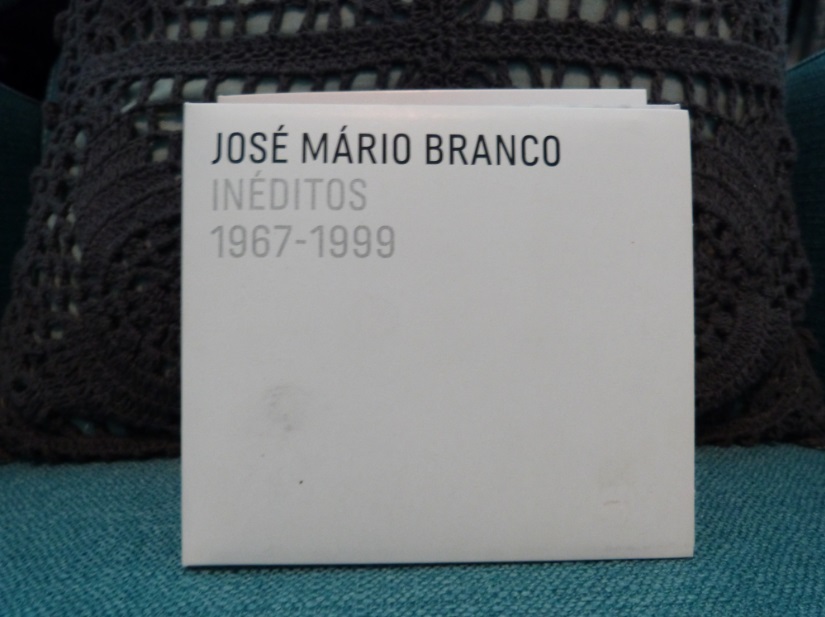 JOSÉ MÁRIO BRANCO
INÉDITOS
1967-1999